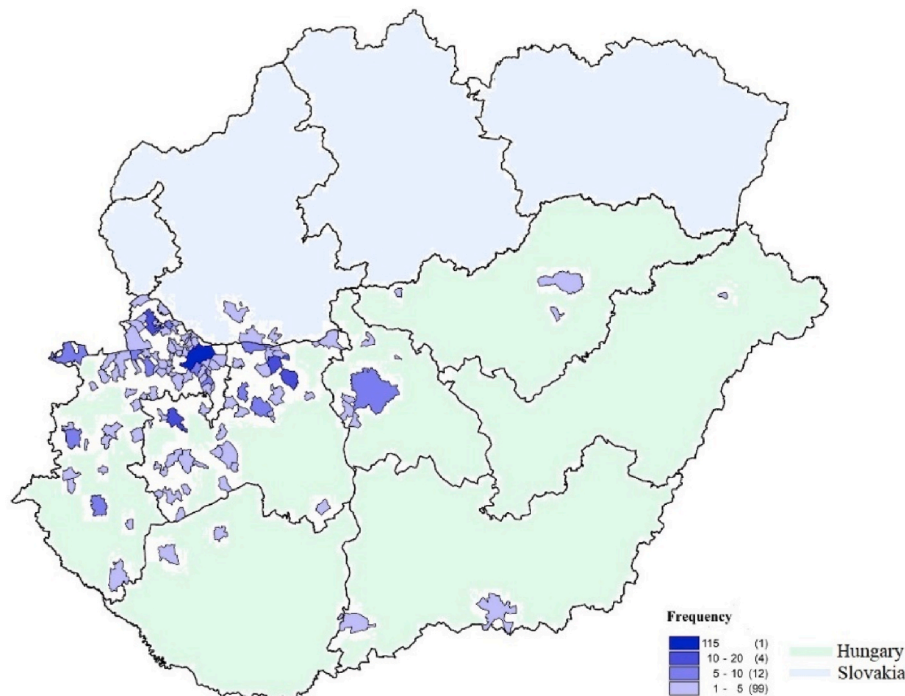 Frequency
115 (1)
10 - 20 (4)
5 - 10 (12)
1 - 5 (99)
Hungary
Slovakia